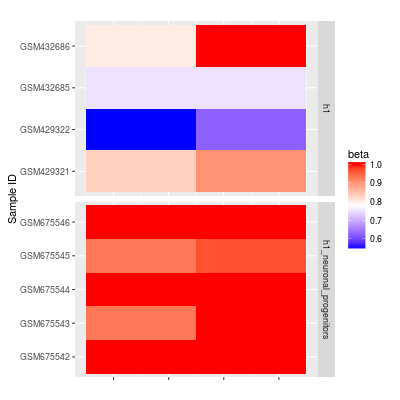 GSM432686
GSM432685
GSM429322
GSM429321
h1
GSM675546
GSM675545
GSM675544
GSM675543
GSM675542
h1_neuronal_progenitors
Sample ID
beta
1.0
0.9
0.8
0.7
0.6